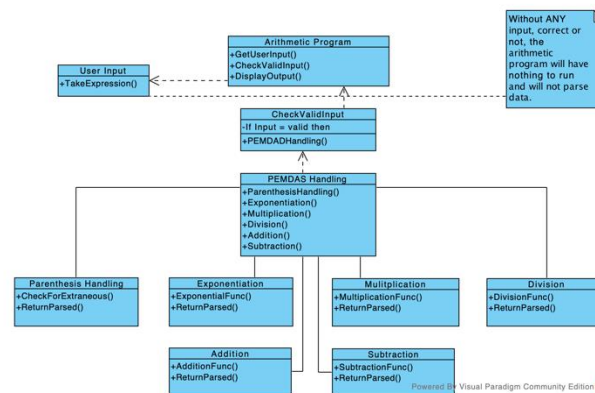 Arithmetic Program
+GetUserInput()
+CheckValidInput()
+DisplayOutput()
User Input
+TakeExpression()
Without ANY
input, correct or
not, the
arithmetic
program will have
nothing to run
and will not parse
data.
CheckValidInput
-If Input = valid then
+PEMDADHandling()
PEMDAS Handling
+ParenthesisHandling()
+Exponentiation()
+Multiplication()
+Division()
+Addition()
+Subtraction()
Parenthesis Handling
+CheckForExtraneous()
+ReturnParsed()
Exponentiation
+ExponentialFunc()
+ReturnParsed()
Mulitplication
+MultiplicationFunc()
+ReturnParsed()
Division
+DivisionFunc()
+ReturnParsed()
Addition
+AdditionFunc()
+ReturnParsed()
Subtraction
+SubtractionFunc()
+ReturnParsed()
Powered By Visual Paradigm Community Edition